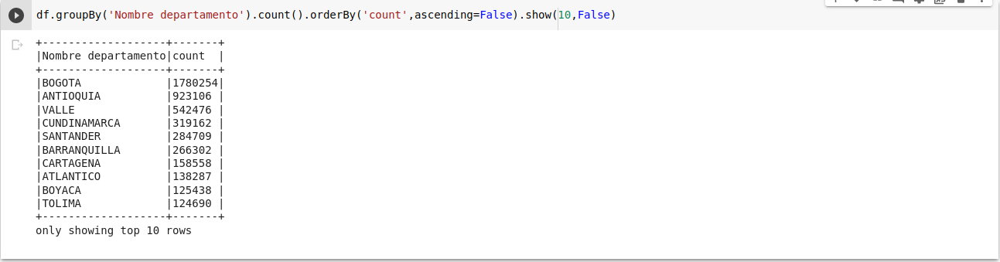 df.groupBy('Nombre departamento').count().orderBy('count',ascending=False).show(10,False)
+-------------------+-------+
|Nombre departamento|count  |
+-------------------+-------+
|BOGOTA             |1780254|
|ANTIOQUIA          |923106 |
|VALLE              |542476 |
|CUNDINAMARCA       |319162 |
|SANTANDER          |284709 |
|BARRANQUILLA       |266302 |
|CARTAGENA          |158558 |
|ATLANTICO          |138287 |
|BOYACA             |125438 |
|TOLIMA             |124690 |
+-------------------+-------+
only showing top 10 rows